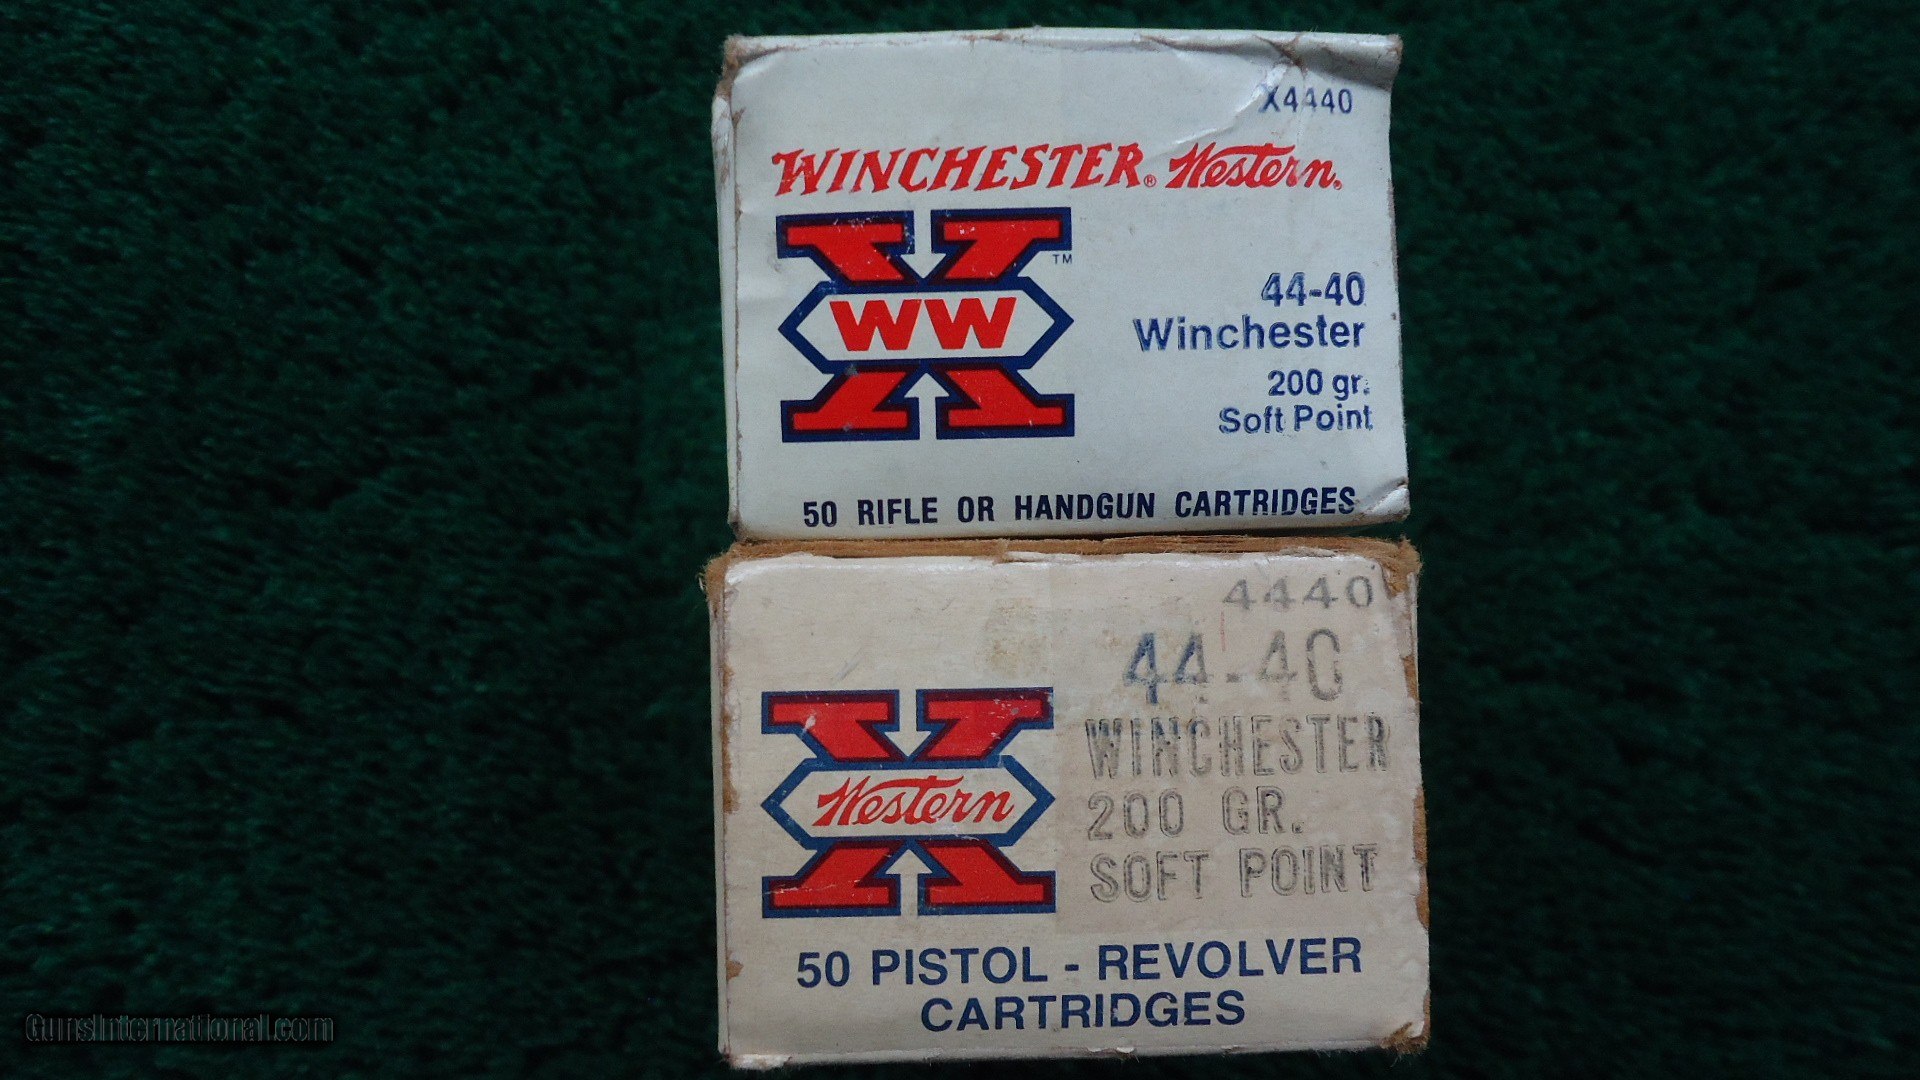 X4440
WINCHESTER® Western®
TM
WW
44-40
Winchester
200 gr.
Soft Point
50 RIFLE OR HANDGUN CARTRIDGES
4440
44-40
WINCHESTER
Western
200 GR.
SOFT POINT
50 PISTOL - REVOLVER
CARTRIDGES
GunsInternational.com